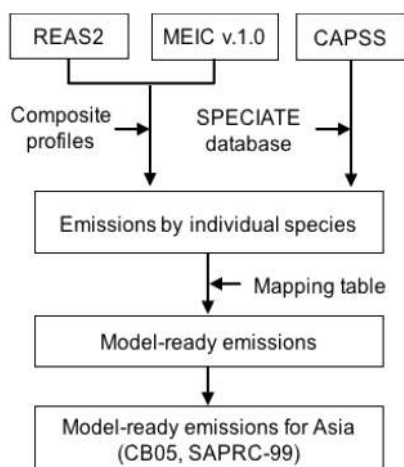 REAS2
MEIC v.1.0
CAPSS
Composite
profiles
SPECIATE
database
Emissions by individual species
Mapping table
Model-ready emissions
Model-ready emissions for Asia
(CB05, SAPRC-99)